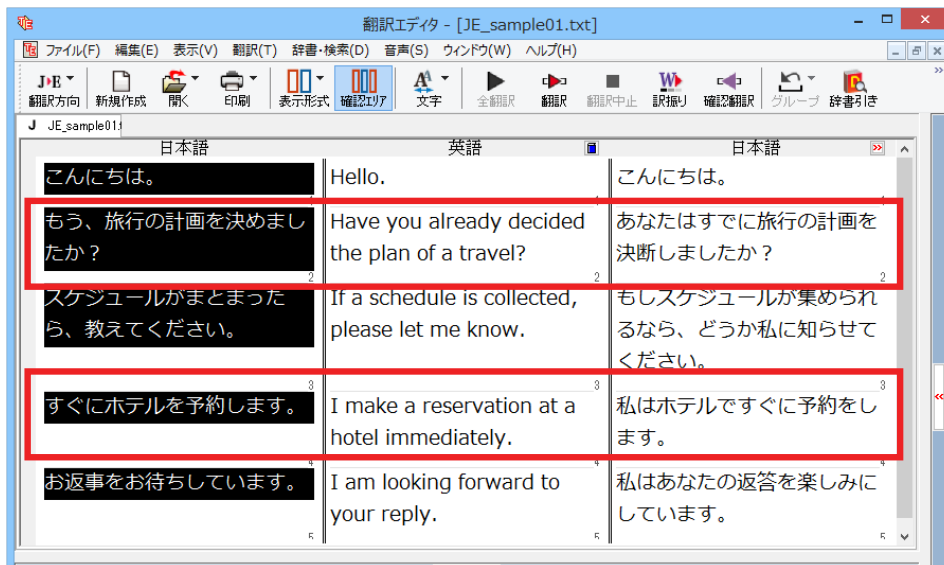 翻訳エディタ - [JE_sample01.txt]
ファイル(F) 編集(E) 表示(V) 翻訳(T) 辞書・検索(D) 音声(S) ウィンドウ(W) ヘルプ(H)
J▸E
翻訳方向 新規作成 開く 印刷 表示形式 確認エリア 文字 全翻訳 翻訳 翻訳中止 訳振り 確認翻訳 グループ 辞書引き
J JE_sample01.t
日本語 英語 日本語
こんにちは。 Hello. こんにちは。
もう、旅行の計画を決めまし Have you already decided あなたはすでに旅行の計画を
たか？ the plan of a travel? 決断しましたか？
2 2 2
スケジュールがまとまった If a schedule is collected, もしスケジュールが集められ
ら、教えてください。 please let me know. るなら、どうか私に知らせて
ください。
3 3 3
すぐにホテルを予約します。 I make a reservation at a 私はホテルですぐに予約をし
hotel immediately. ます。
4 4 4
お返事をお待ちしています。 I am looking forward to 私はあなたの返答を楽しみに
your reply. しています。
5 5 5